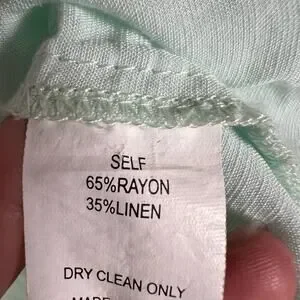 SELF
65%RAYON
35%LINEN
DRY CLEAN ONLY